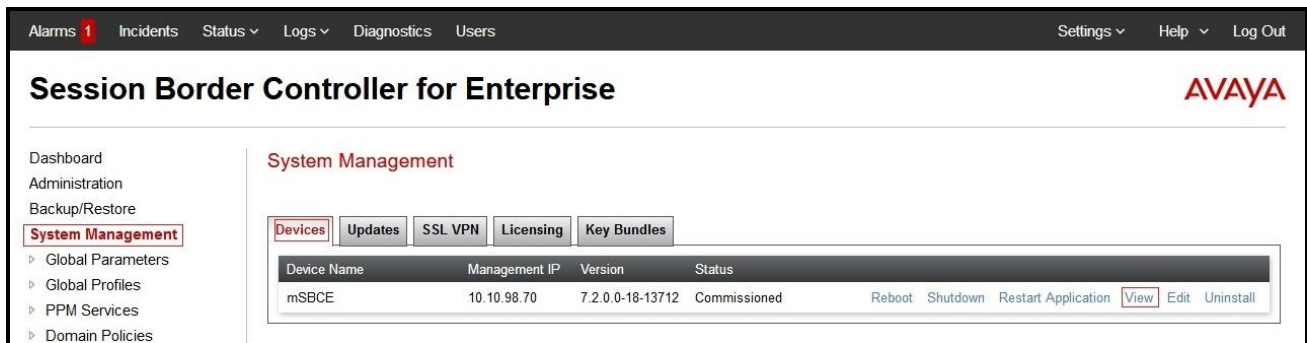 Alarms 1 Incidents Status Logs Diagnostics Users Settings Help Log Out
Session Border Controller for Enterprise
AVAYA
Dashboard
Administration
Backup/Restore
System Management
Global Parameters
Global Profiles
PPM Services
Domain Policies
System Management
Devices Updates SSL VPN Licensing Key Bundles
Device Name Management IP Version Status
mSBCE 10.10.98.70 7.2.0.0-18-13712 Commissioned Reboot Shutdown Restart Application View Edit Uninstall